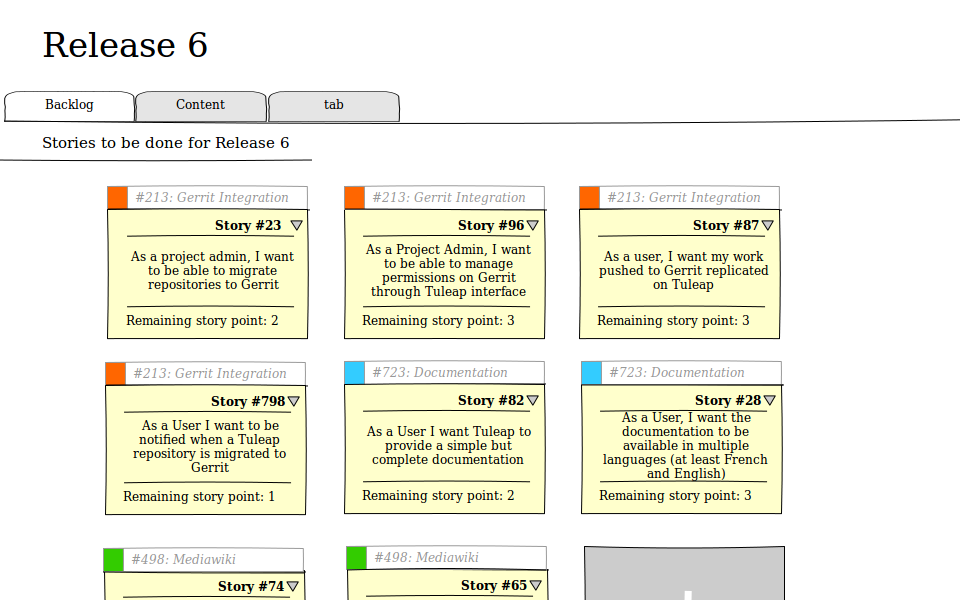 Release 6
Backlog
Content
tab
Stories to be done for Release 6
#213: Gerrit Integration
#213: Gerrit Integration
#213: Gerrit Integration
Story #23
As a project admin, I want
to be able to migrate
repositories to Gerrit
Remaining story point: 2
Story #96
As a Project Admin, I want
to be able to manage
permissions on Gerrit
through Tuleap interface
Remaining story point: 3
Story #87
As a user, I want my work
pushed to Gerrit replicated
on Tuleap
Remaining story point: 3
#213: Gerrit Integration
#723: Documentation
#723: Documentation
Story #798
As a User I want to be
notified when a Tuleap
repository is migrated to
Gerrit
Remaining story point: 1
Story #82
As a User I want Tuleap to
provide a simple but
complete documentation
Remaining story point: 2
Story #28
As a User, I want the
documentation to be
available in multiple
languages (at least French
and English)
Remaining story point: 3
#498: Mediawiki
#498: Mediawiki
Story #74
Story #65